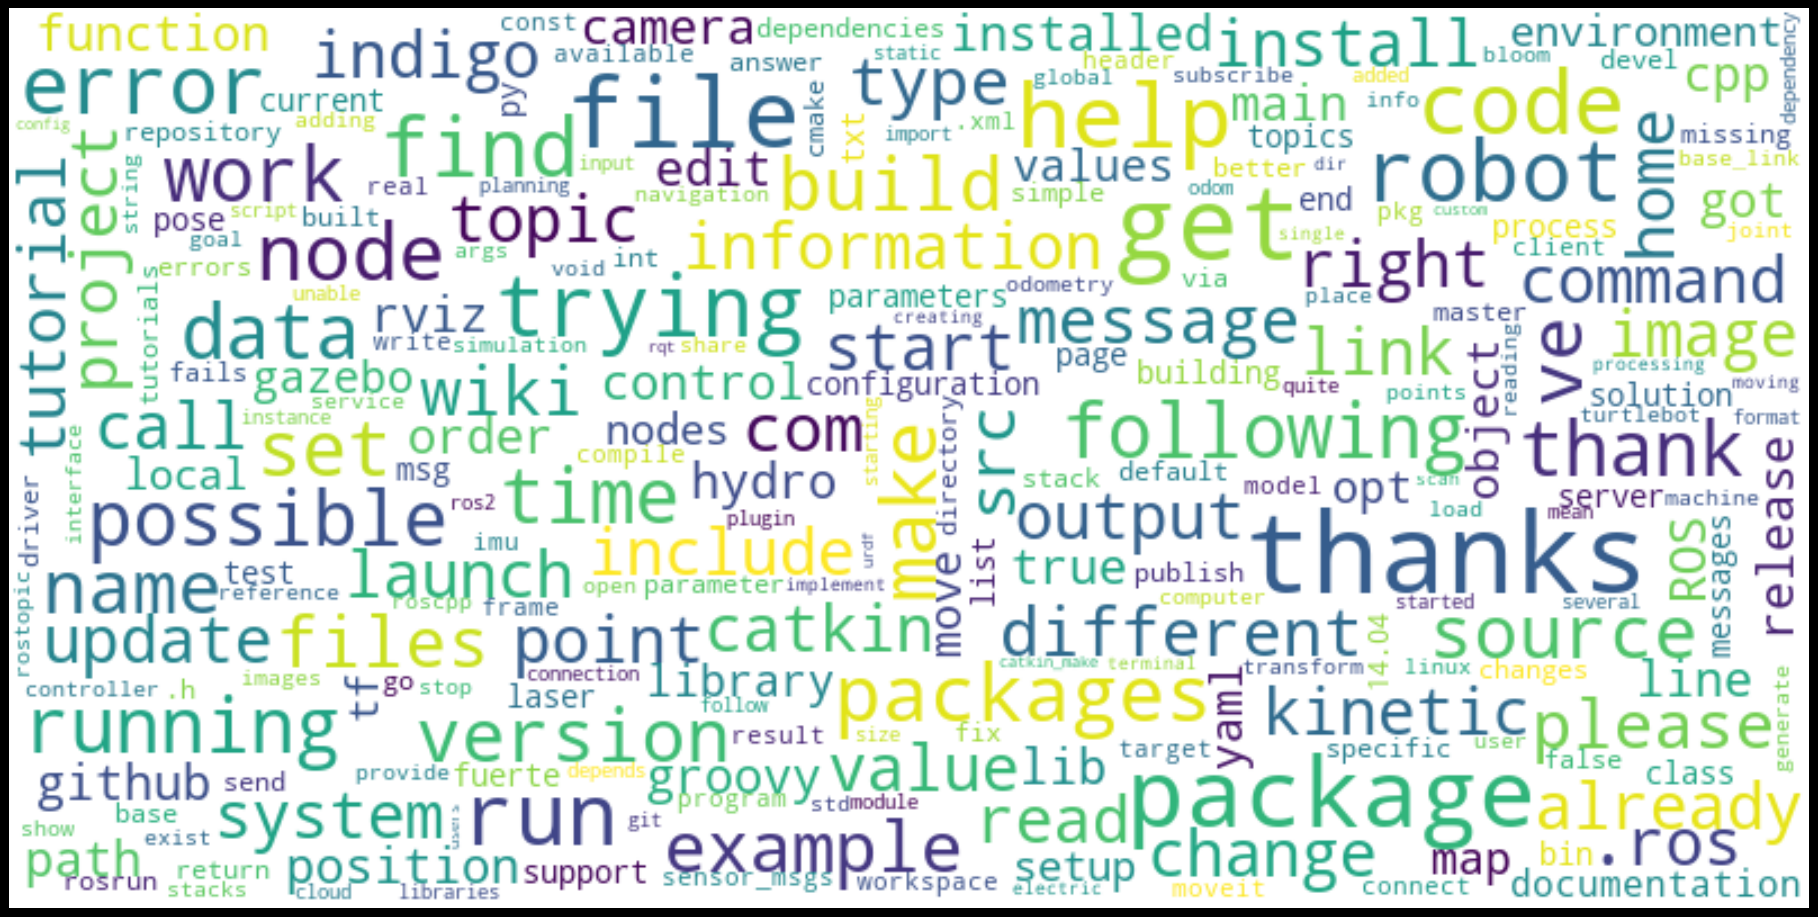 function
const
camera
dependencies
installed
install
environment
dependency
indigo
available
answer
static
header
bloom
devel
error
current
py
file
cmake
type
global
subscribe
added
info
code
cpp
config
repository
adding
find
txt
import
.xml
help
main
topics
home
missing
tutorial
project
string
work
real
input
planning
edit
navigation
build
values
simple
better
dir
odom
robot
base_link
pose
script
built
topic
get
end
pkg
custom
got
goal
node
args
information
single
process
joint
errors
void
int
via
right
client
tutorials
unable
trying
parameters
odometry
place
command
data
rviz
creating
message
master
write
simulation
rqt
share
start
page
link
reading
ve
image
fails
gazebo
wiki
control
configuration
building
quite
points
object
processing
solution
moving
service
call
instance
order
nodes
com
starting
make
directory
src
following
turtlebot
format
interface
set
compile
thank
release
local
msg
time
hydro
stack
default
model
opt
scan
server
machine
driver
possible
ros2
plugin
output
load
mean
thanks
ROS
messages
imu
include
urdf
list
true
publish
rostopic
name
test
reference
launch
open
parameter
implement
move
computer
started
several
roscpp
frame
update
files
point
catkin
different
14.04
source
controller
.h
images
tf
go
stop
connection
laser
library
follow
catkin_make
terminal
transform
linux
changes
line
generate
running
version
result
packages
size
fix
yaml
kinetic
please
target
specific
user
false
github
send
provide
fuerte
depends
groovy
value
lib
class
base
system
program
std
module
package
already
show
exist
users
run
git
example
read
path
return
position
support
sensor_msgs
workspace
setup
change
map
bin
.ros
rosrun
stacks
cloud
libraries
electric
moveit
connect
documentation